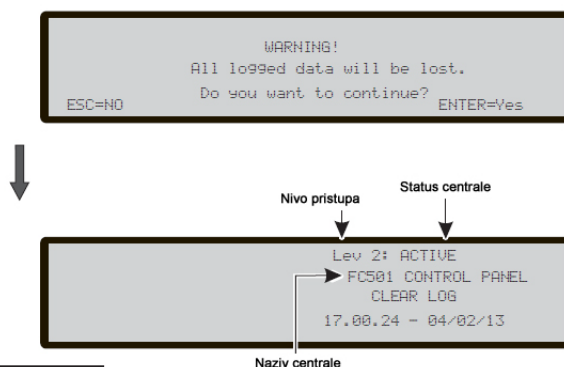 WARNING!
All logged data will be lost.
Do you want to continue?
ESC=NO ENTER=Yes
Nivo pristupa Status centrale
Lev 2: ACTIVE
FC501 CONTROL PANEL
CLEAR LOG
17.00.24 - 04/02/13
Naziv centrale